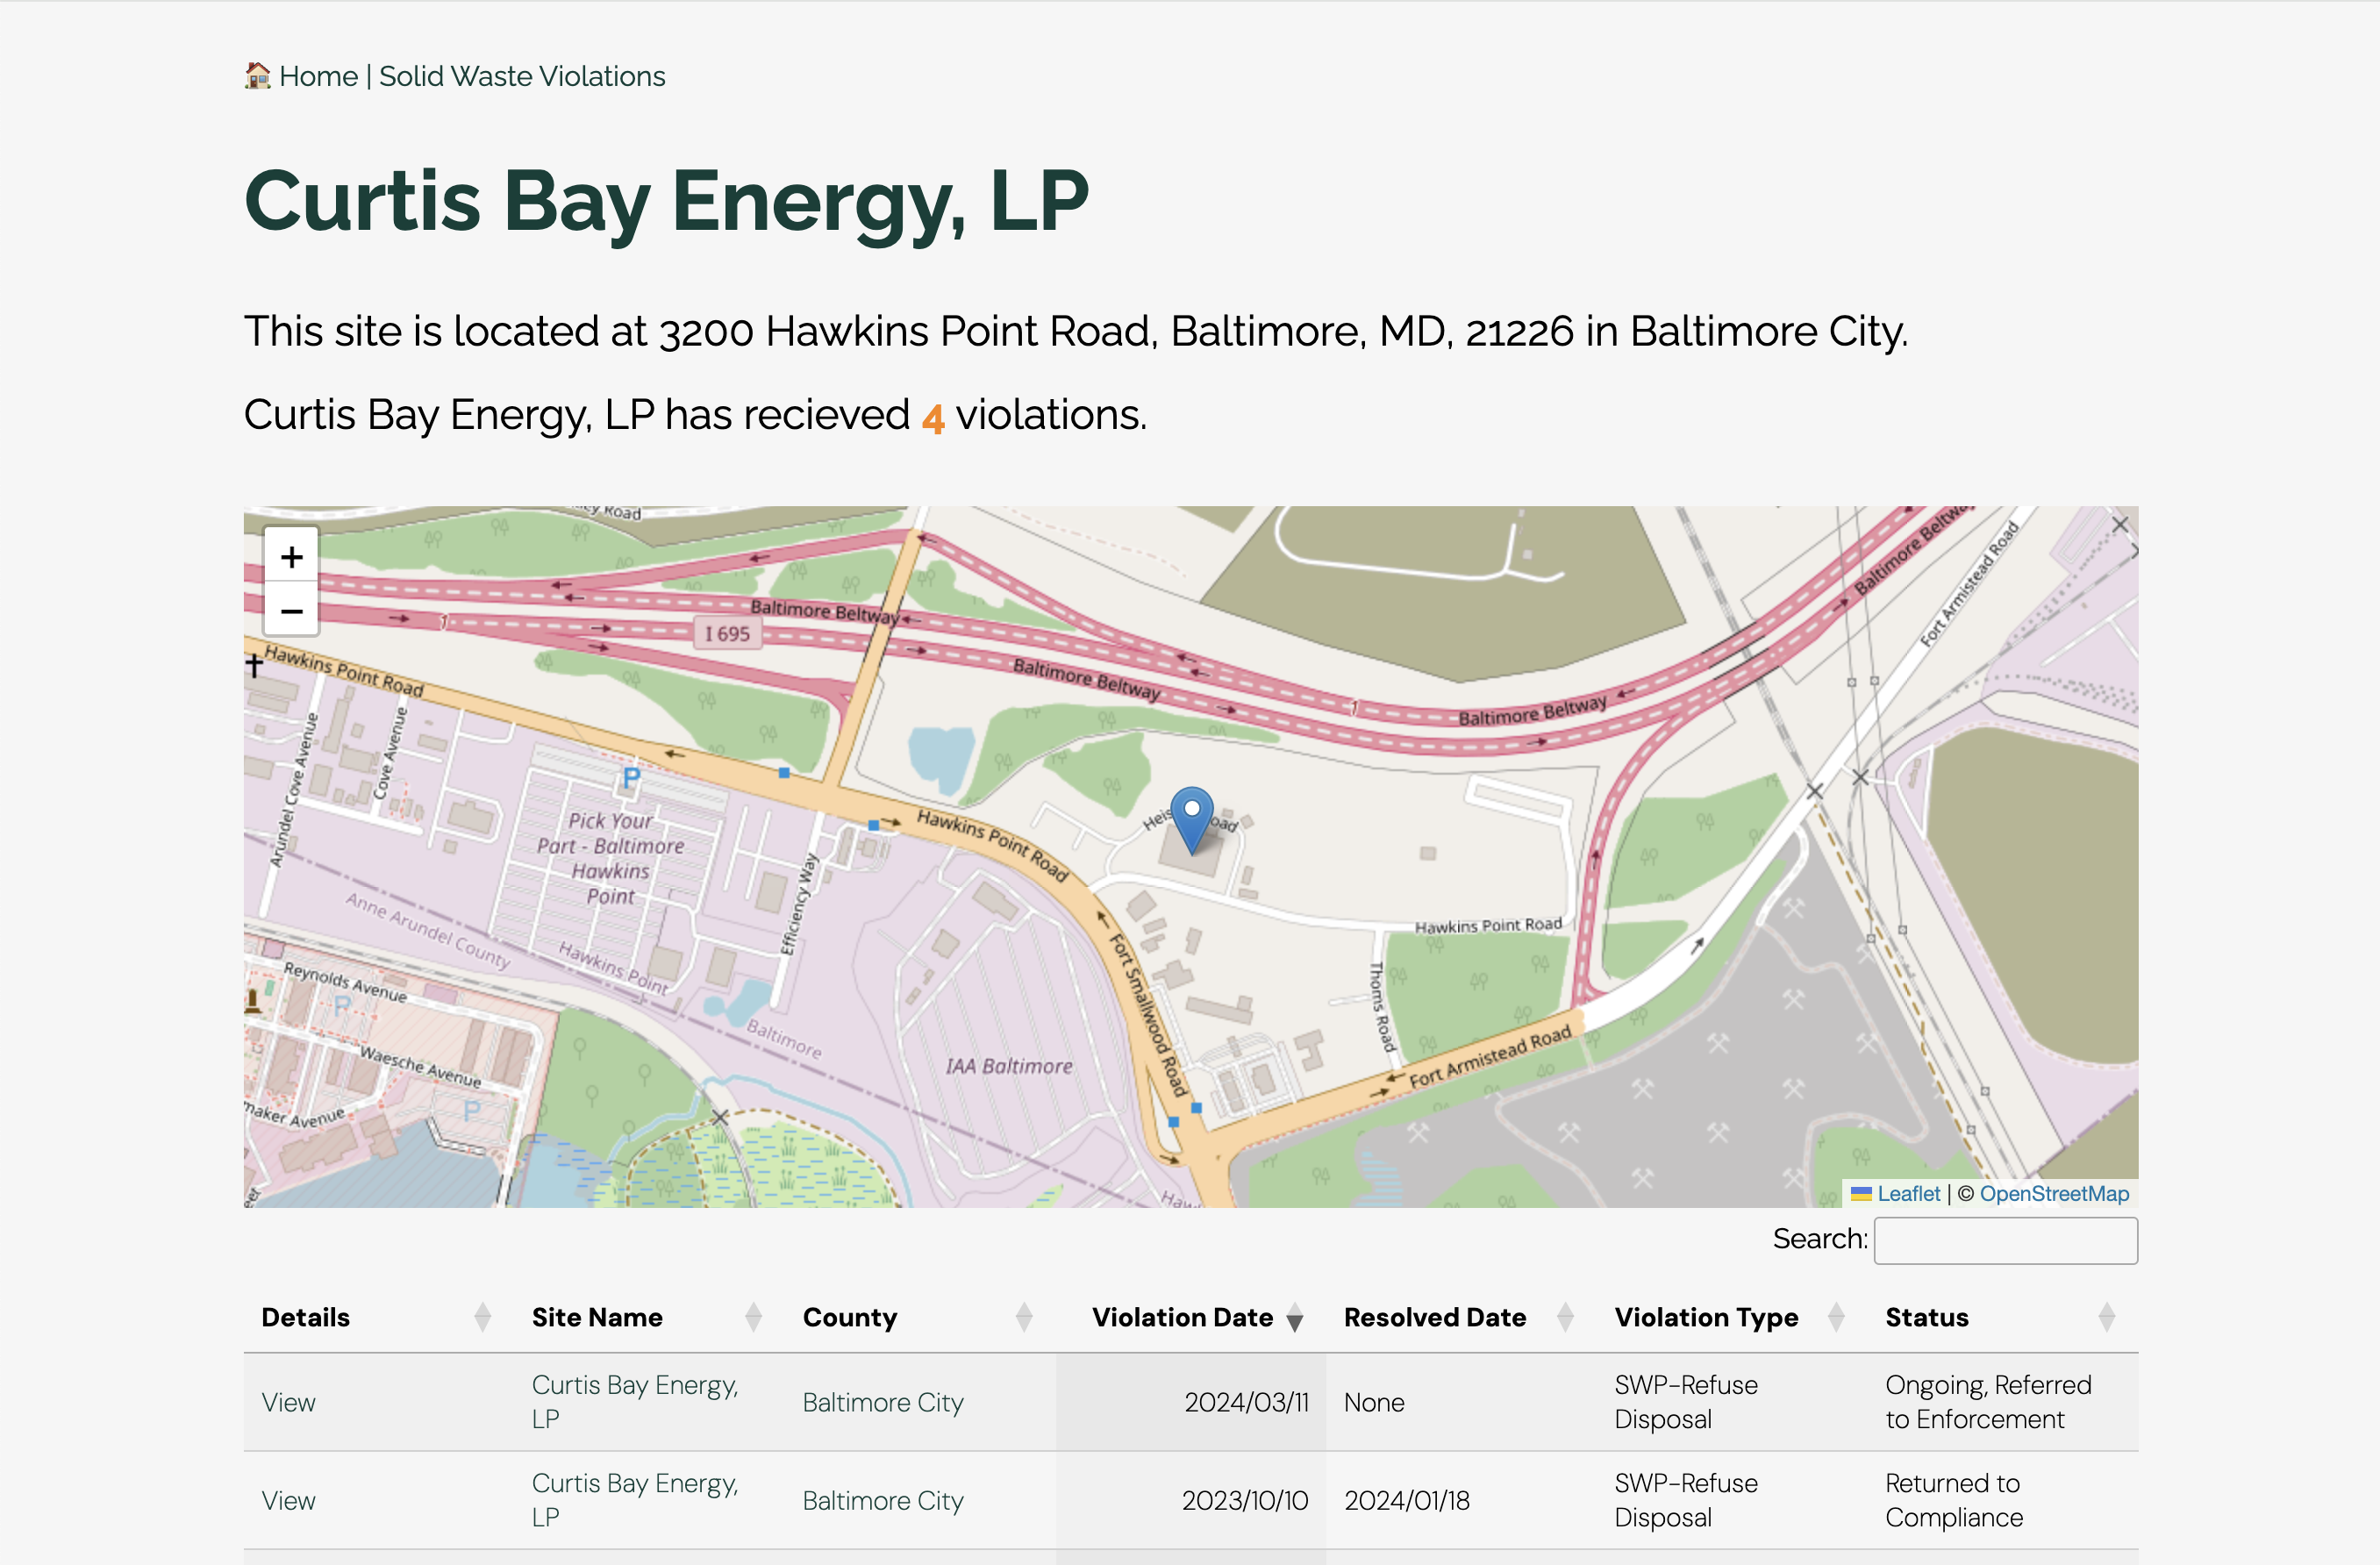 Home | Solid Waste Violations
Curtis Bay Energy, LP
This site is located at 3200 Hawkins Point Road, Baltimore, MD, 21226 in Baltimore City.
Curtis Bay Energy, LP has recieved 4 violations.
+
−
ley Road
Baltimore Beltway
I 695
1
Baltimore Beltway
1
Baltimore Beltway
Baltimore Beltway
Fort Armistead Road
Hawkins Point Road
Arundel Cove Avenue
Cove Avenue
P
Pick Your
Part - Baltimore
Hawkins
Point
Efficiency Way
Hawkins Point Road
Hawkins Point Road
Anne Arundel County
Hawkins Point
Baltimore
Reynolds Avenue
P
Waesche Avenue
P
maker Avenue
IAA Baltimore
Fort Smallwood Road
Thoms Road
Fort Armistead Road
Haw
Leaflet | © OpenStreetMap
Search:
Details Site Name County Violation Date Resolved Date Violation Type Status
View Curtis Bay Energy, LP Baltimore City 2024/03/11 None SWP-Refuse Disposal Ongoing, Referred to Enforcement
View Curtis Bay Energy, LP Baltimore City 2023/10/10 2024/01/18 SWP-Refuse Disposal Returned to Compliance